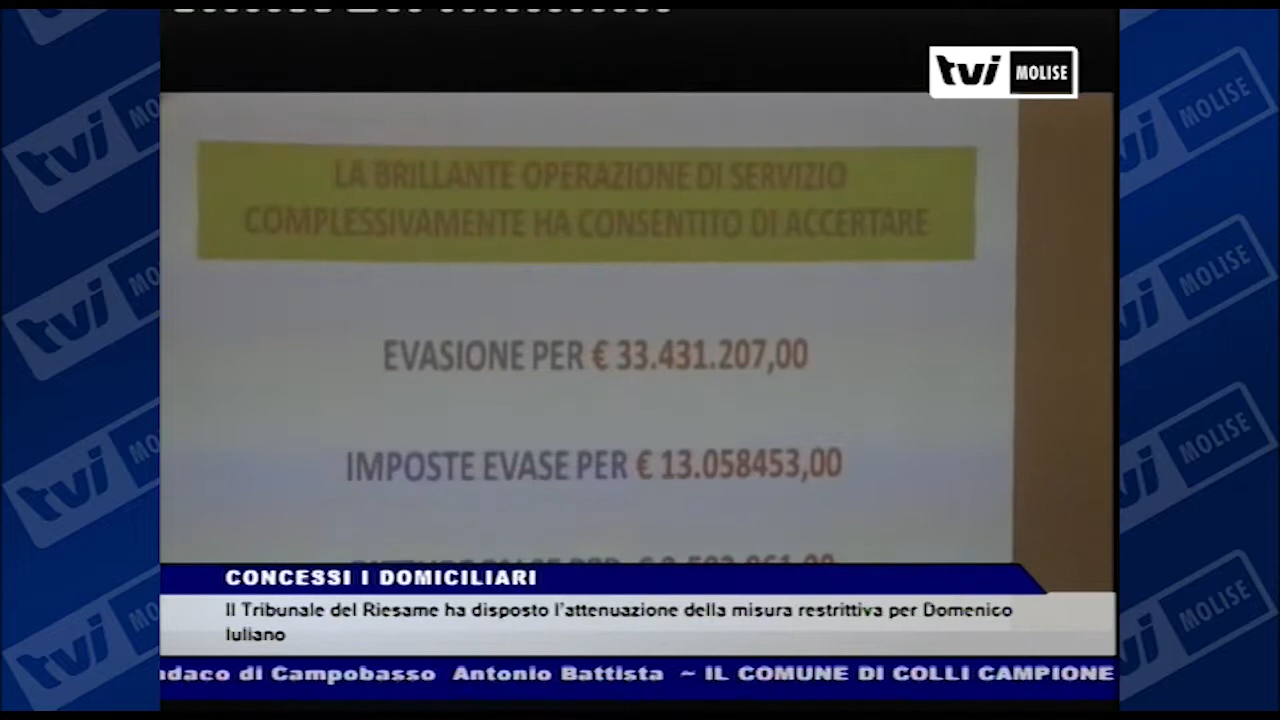 tvi MOLISE
LA BRILLANTE OPERAZIONE DI SERVIZIO
COMPLESSIVAMENTE HA CONSENTITO DI ACCERTARE
EVASIONE PER € 33.431.207,00
IMPOSTE EVASE PER € 13.058453,00
CONCESSI I DOMICILIARI
Il Tribunale del Riesame ha disposto l'attenuazione della misura restrittiva per Domenico
Iuliano
ndaco di Campobasso Antonio Battista ~ IL COMUNE DI COLLI CAMPIONE